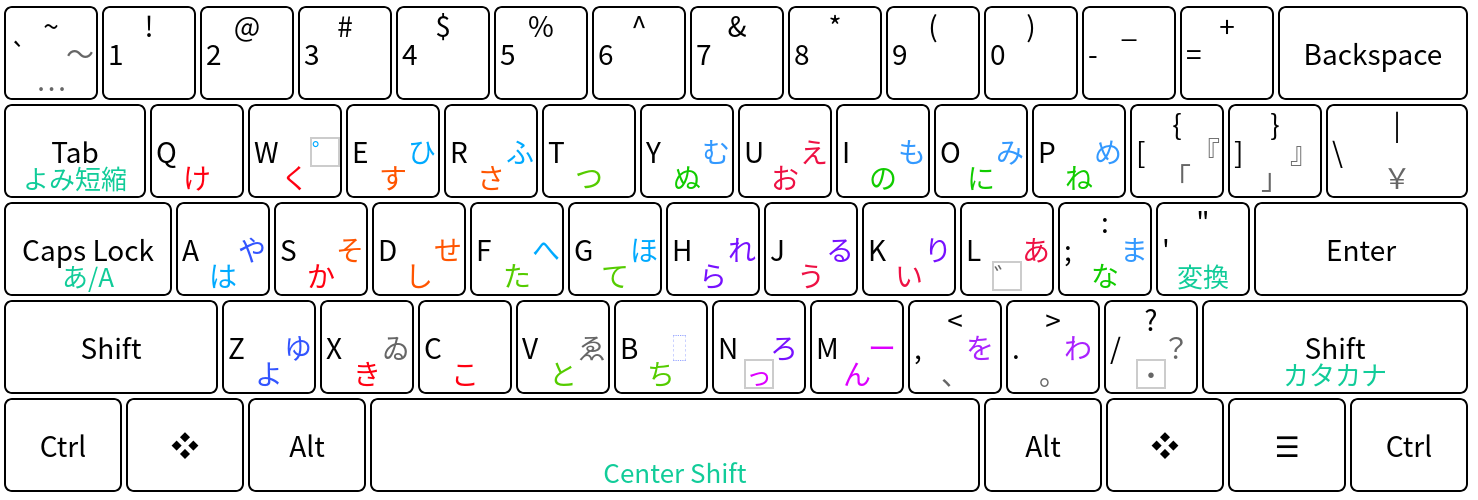 ~ ! @ # $ % ^ & * ( ) _ +
、 〜 1 2 3 4 5 6 7 8 9 0 - = Backspace
…
{ } |
Tab Q W ゜ E ひ R ふ T Y む U え I も O み P め [ 『 ] 』 \
よみ短縮 け く す さ つ ぬ お の に ね 「 」 ¥
: "
Caps Lock A や S そ D せ F へ G ほ H れ J る K り L あ ; ま ' Enter
あ/A は か し た て ら う い ゛ な 変換
< > ?
Shift Z ゆ X ゐ C V ゑ B N ろ M ー , を . わ / ? Shift
よ き こ と ち っ ん 、 。 ・ カタカナ
Ctrl ❖ Alt Alt ❖ ☰ Ctrl
Center Shift